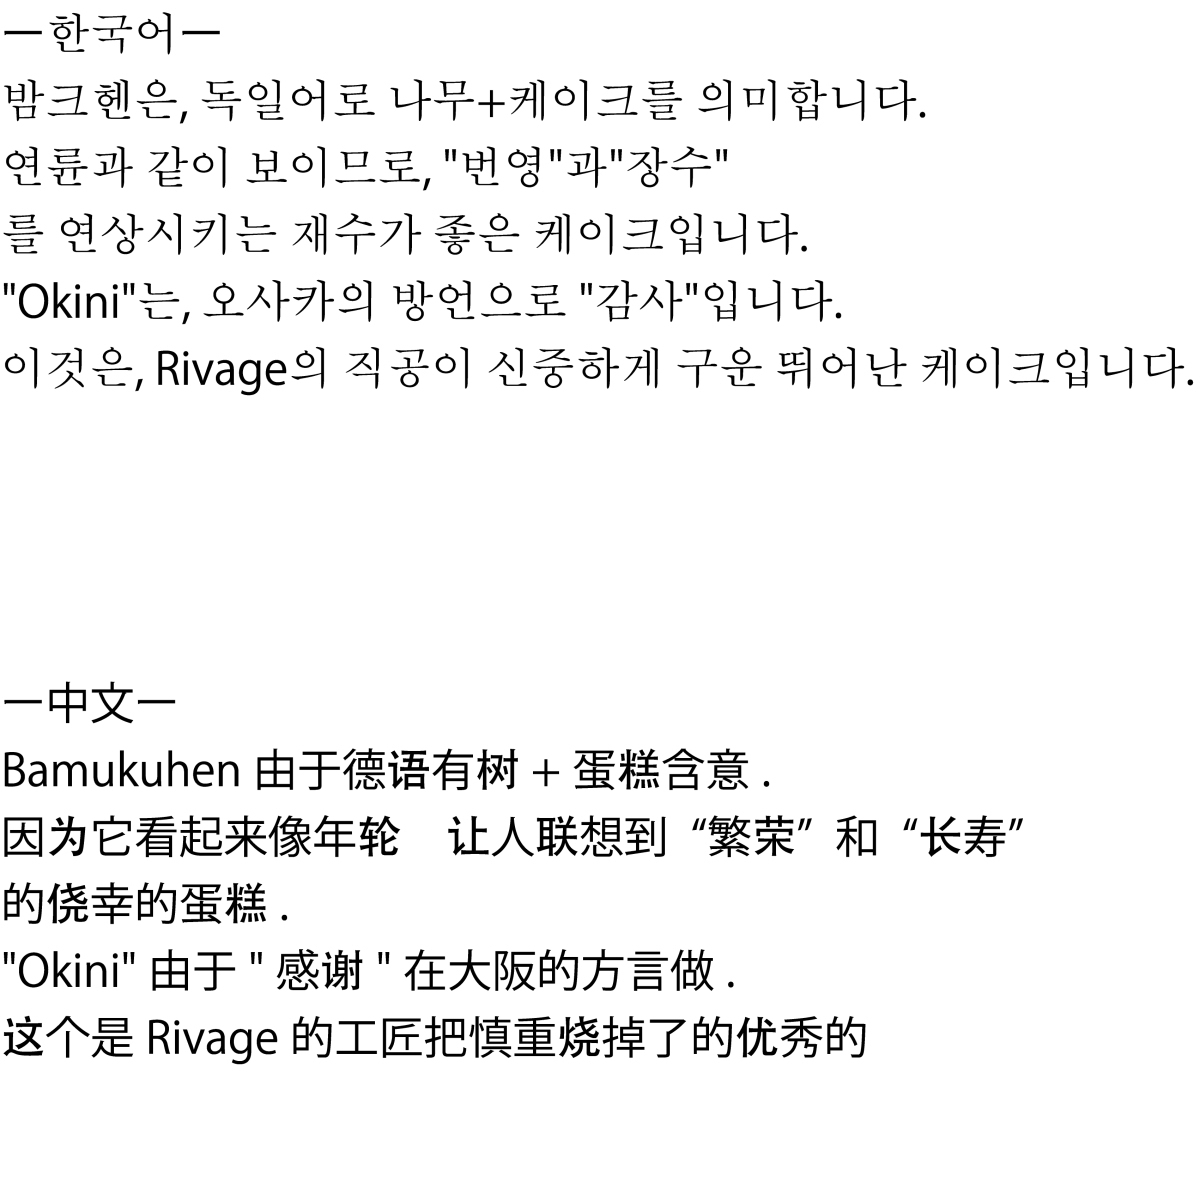 ー한국어ー
밤크헨은, 독일어로 나무+케이크를 의미합니다.
연륜과 같이 보이므로, "번영"과"장수"
를 연상시키는 재수가 좋은 케이크입니다.
"Okini"는, 오사카의 방언으로 "감사"입니다.
이것은, Rivage의 직공이 신중하게 구운 뛰어난 케이크입니다.
ー中文ー
Bamukuhen 由于德语有树 + 蛋糕含意 .
因为它看起来像年轮　让人联想到“繁荣”和“长寿”
的侥幸的蛋糕 .
"Okini" 由于 " 感谢 " 在大阪的方言做 .
这个是 Rivage 的工匠把慎重烧掉了的优秀的